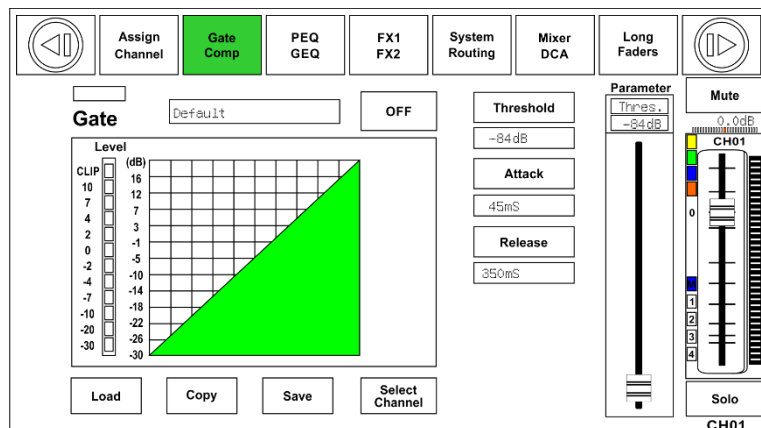 Assign
Channel
Gate
Comp
PEQ
GEQ
FX1
FX2
System
Routing
Mixer
DCA
Long
Faders
Gate
Default
OFF
Level
CLIP
10
7
4
2
0
-2
-4
-7
-10
-20
-30
(dB)
16
12
7
3
-1
-5
-10
-14
-18
-22
-26
-30
Threshold
-84dB
Attack
45mS
Release
350mS
Parameter
Thres.
-84dB
Mute
0.0dB
CH01
0
M
1
2
3
4
Solo
CH01
Load
Copy
Save
Select
Channel